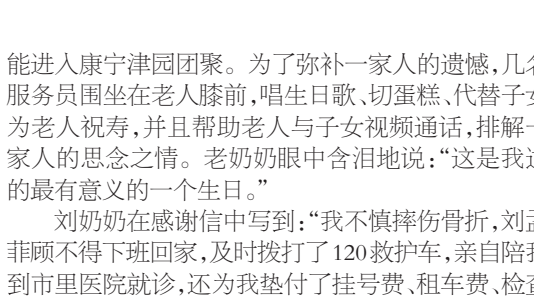 能进入康宁津园团聚。为了弥补一家人的遗憾，几名
服务员围坐在老人膝前，唱生日歌、切蛋糕、代替子女
为老人祝寿，并且帮助老人与子女视频通话，排解一
家人的思念之情。老奶奶眼中含泪地说：“这是我过
的最有意义的一个生日。”
刘奶奶在感谢信中写到：“我不慎摔伤骨折，刘孟
菲顾不得下班回家，及时拨打了120救护车，亲自陪我
到市里医院就诊，还为我垫付了挂号费、租车费、检查